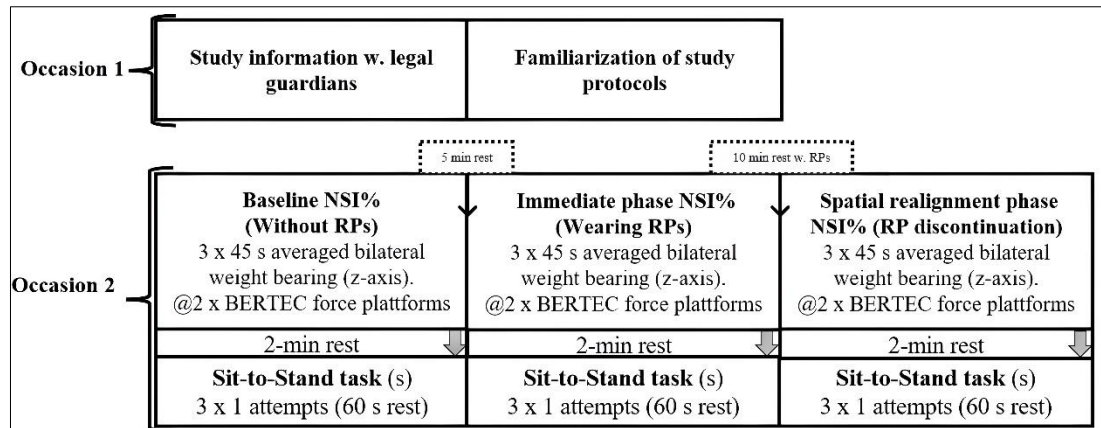 Occasion 1
Study information w. legal
guardians
Familiarization of study
protocols
5 min rest
10 min rest w. RPs
Occasion 2
Baseline NSI%
(Without RPs)
3 x 45 s averaged bilateral
weight bearing (z-axis).
@2 x BERTEC force plattforms
Immediate phase NSI%
(Wearing RPs)
3 x 45 s averaged bilateral
weight bearing (z-axis).
@2 x BERTEC force plattforms
Spatial realignment phase
NSI% (RP discontinuation)
3 x 45 s averaged bilateral
weight bearing (z-axis).
@2 x BERTEC force plattforms
2-min rest
2-min rest
2-min rest
Sit-to-Stand task (s)
3 x 1 attempts (60 s rest)
Sit-to-Stand task (s)
3 x 1 attempts (60 s rest)
Sit-to-Stand task (s)
3 x 1 attempts (60 s rest)